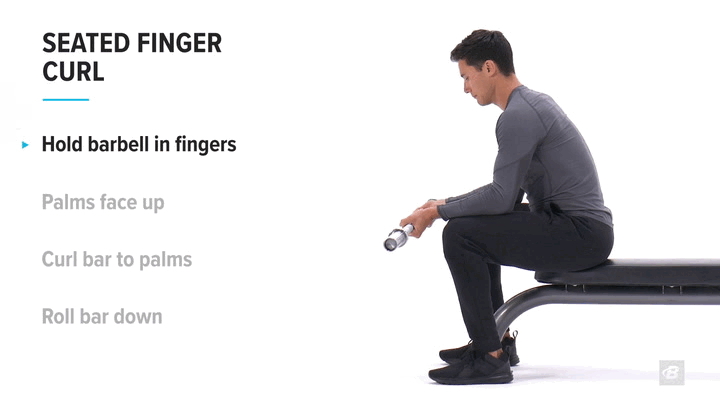 SEATED FINGER
CURL
Hold barbell in fingers
Palms face up
Curl bar to palms
Roll bar down